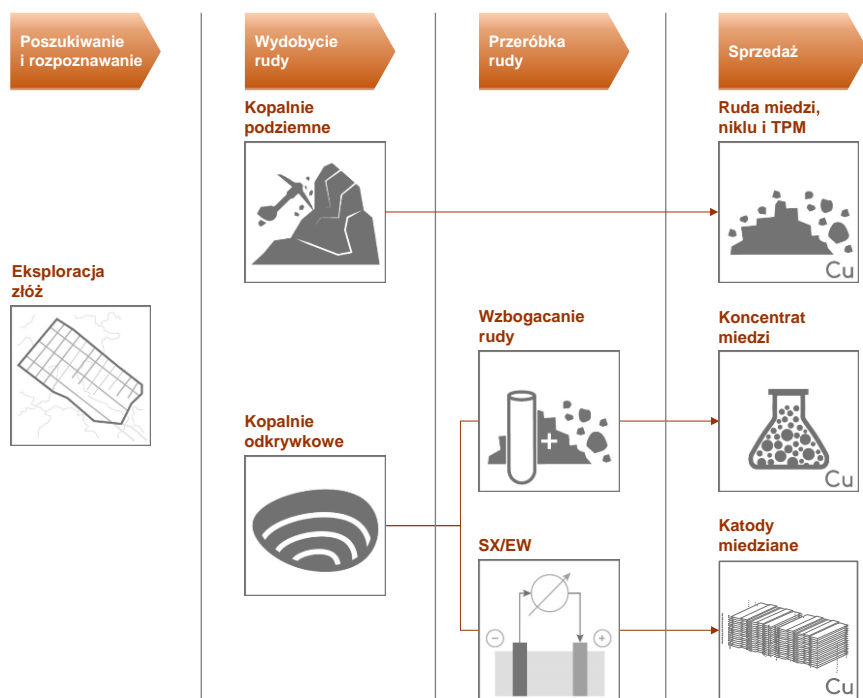 Poszukiwanie
i rozpoznawanie
Wydobycie
rudy
Przeróbka
rudy
Sprzedaż
Kopalnie
podziemne
Ruda miedzi,
niklu i TPM
Cu
Eksploracja
złóż
Wzbogacanie
rudy
+
Koncentrat
miedzi
Cu
Kopalnie
odkrywkowe
SX/EW
− +
Katody
miedziane
Cu